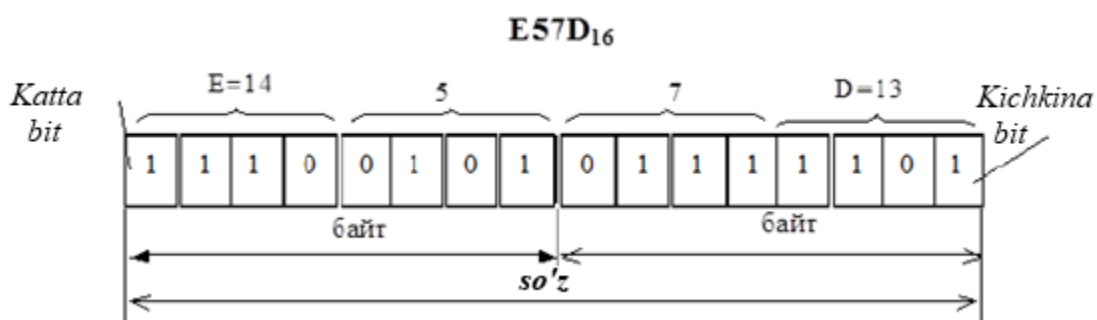 E57D₁₆
Katta bit
E=14 5 7 D=13
Kichkina bit
1 1 1 0 0 1 0 1 0 1 1 1 1 1 0 1
байт байт
so'z